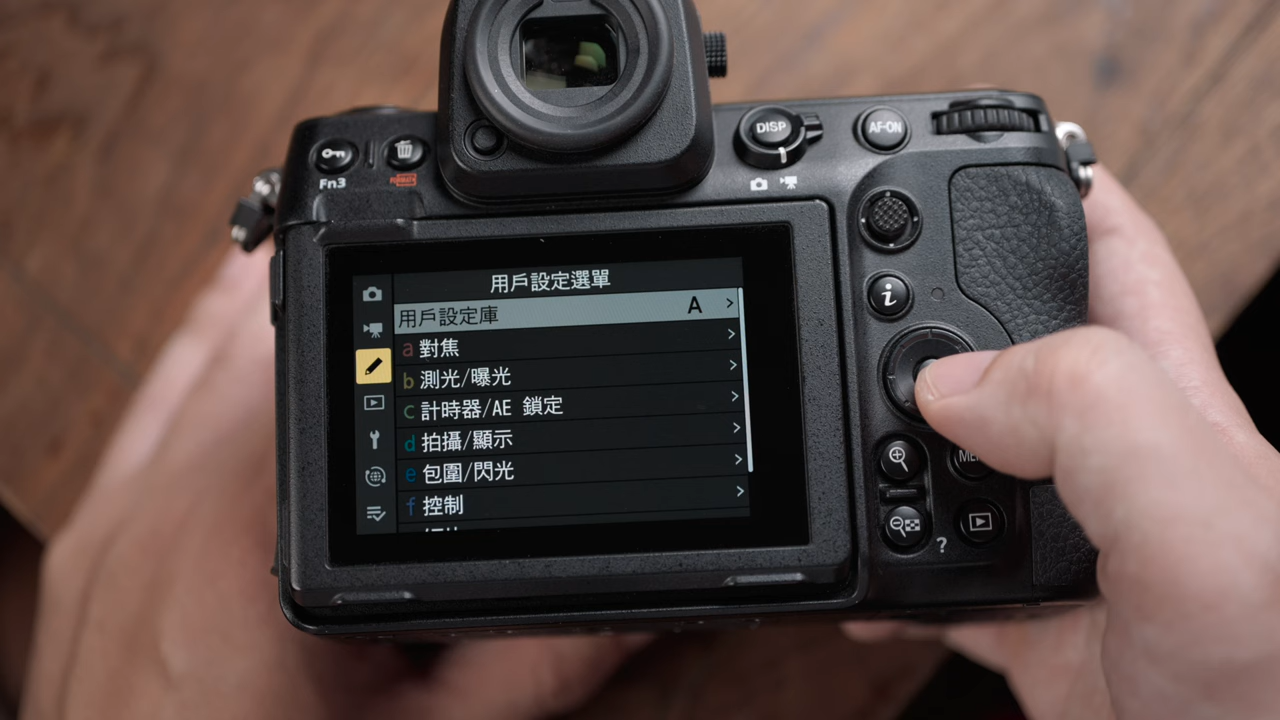 DISP
AF-ON
Fn3
用戶設定選單
用戶設定庫 A >
a 對焦 >
b 測光/曝光 >
c 計時器/AE 鎖定 >
d 拍攝/顯示 >
e 包圍/閃光 >
f 控制 >
i
?